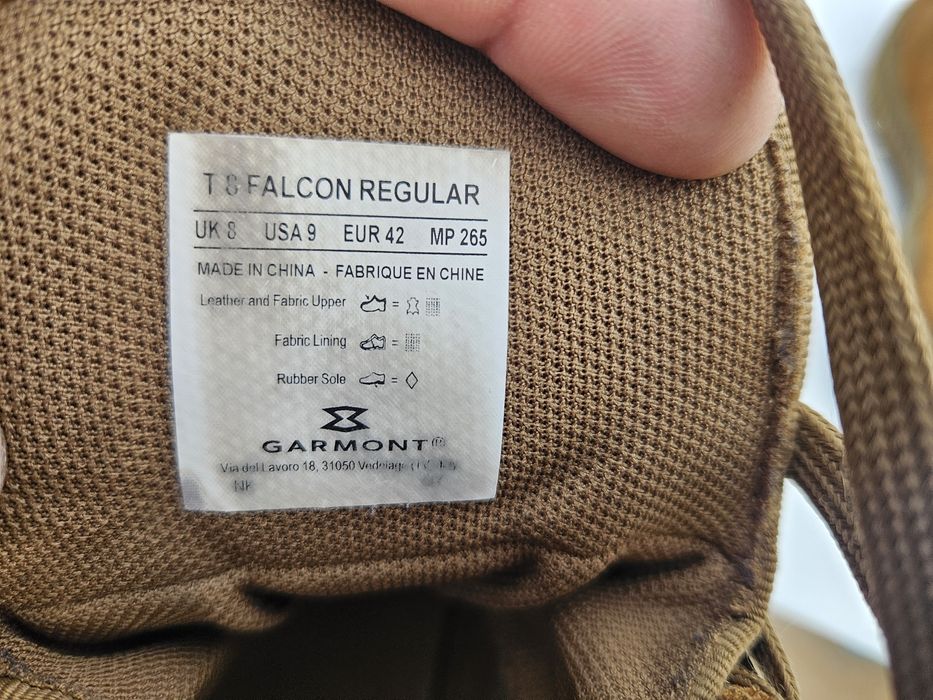 T 8 FALCON REGULAR
UK 8 USA 9 EUR 42 MP 265
MADE IN CHINA - FABRIQUE EN CHINE
Leather and Fabric Upper = 
Fabric Lining =
Rubber Sole =
GARMONT®
Via del Lavoro 18, 31050 Vedelago